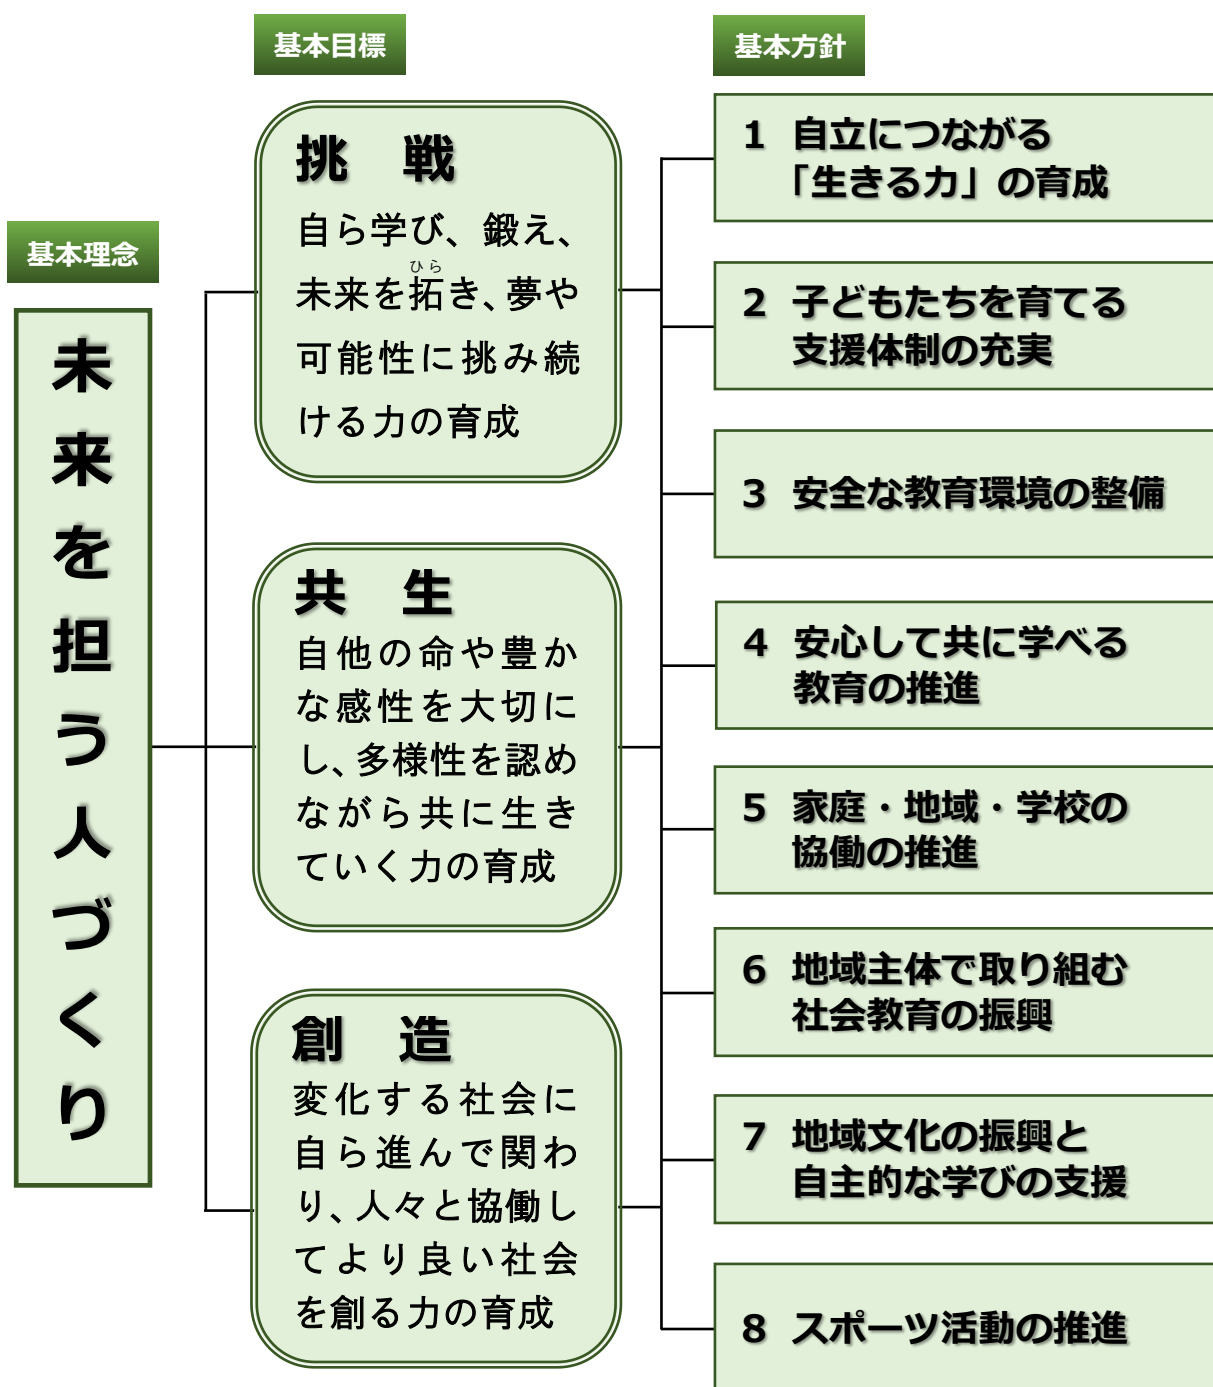 基本理念
未来を担う人づくり
基本目標
挑　戦
自ら学び、鍛え、
ひら
未来を拓き、夢や
可能性に挑み続
ける力の育成
共　生
自他の命や豊か
な感性を大切に
し、多様性を認め
ながら共に生き
ていく力の育成
創　造
変化する社会に
自ら進んで関わ
り、人々と協働し
てより良い社会
を創る力の育成
基本方針
1 自立につながる
「生きる力」の育成
2 子どもたちを育てる
支援体制の充実
3 安全な教育環境の整備
4 安心して共に学べる
教育の推進
5 家庭・地域・学校の
協働の推進
6 地域主体で取り組む
社会教育の振興
7 地域文化の振興と
自主的な学びの支援
8 スポーツ活動の推進